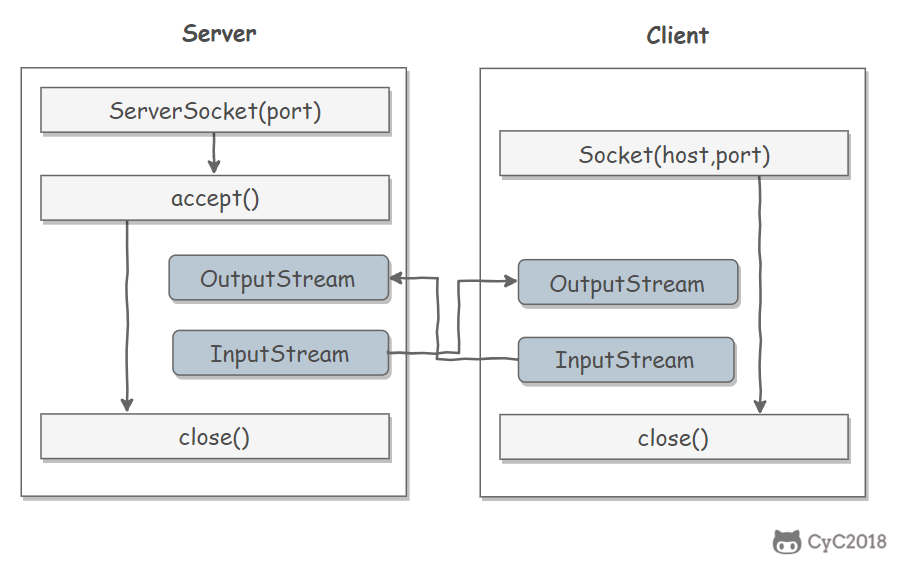 Server
ServerSocket(port)
accept()
OutputStream
InputStream
close()
Client
Socket(host,port)
OutputStream
InputStream
close()
CyC2018